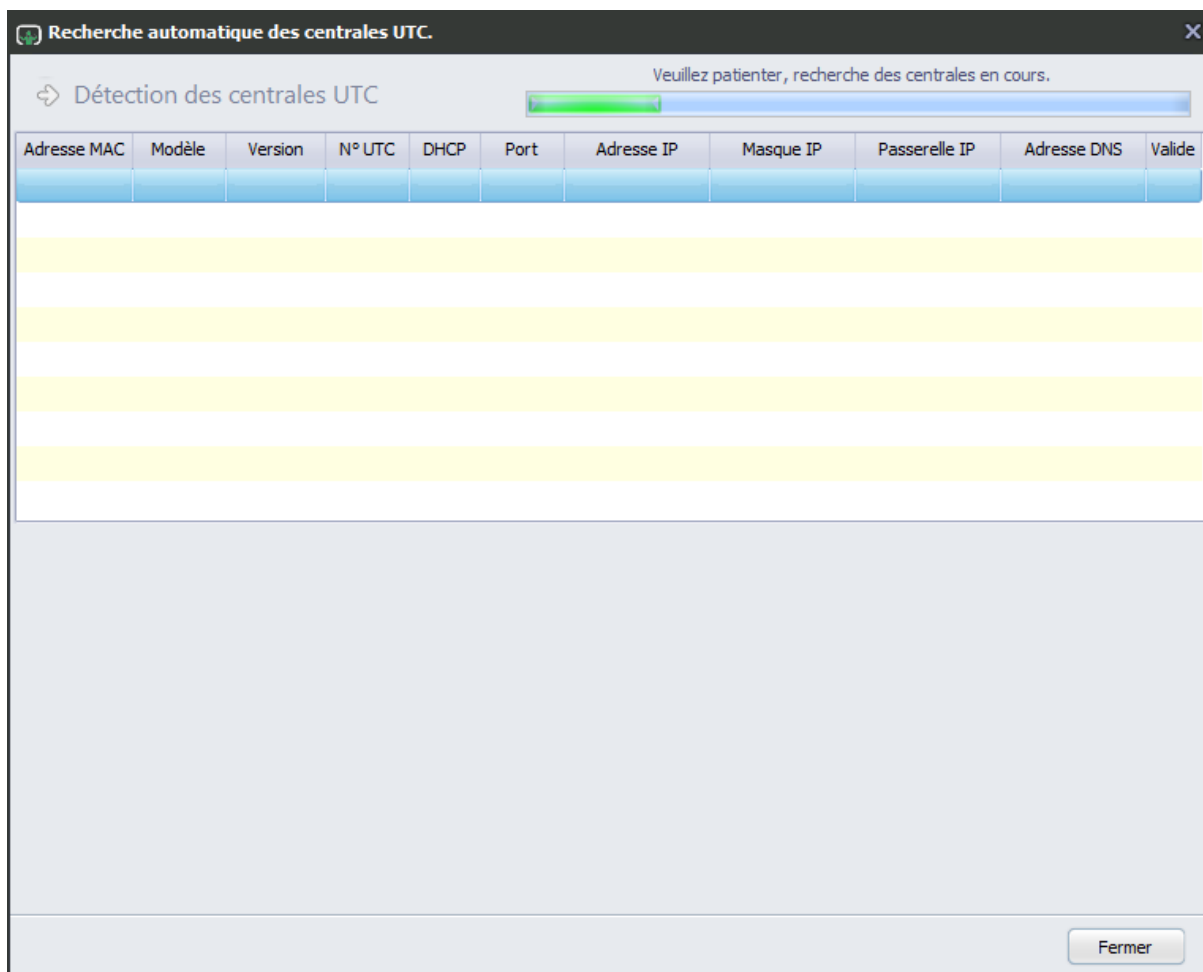 Recherche automatique des centrales UTC.
Veuillez patienter, recherche des centrales en cours.
Détection des centrales UTC
Adresse MAC Modèle Version N° UTC DHCP Port Adresse IP Masque IP Passerelle IP Adresse DNS Valide
Fermer